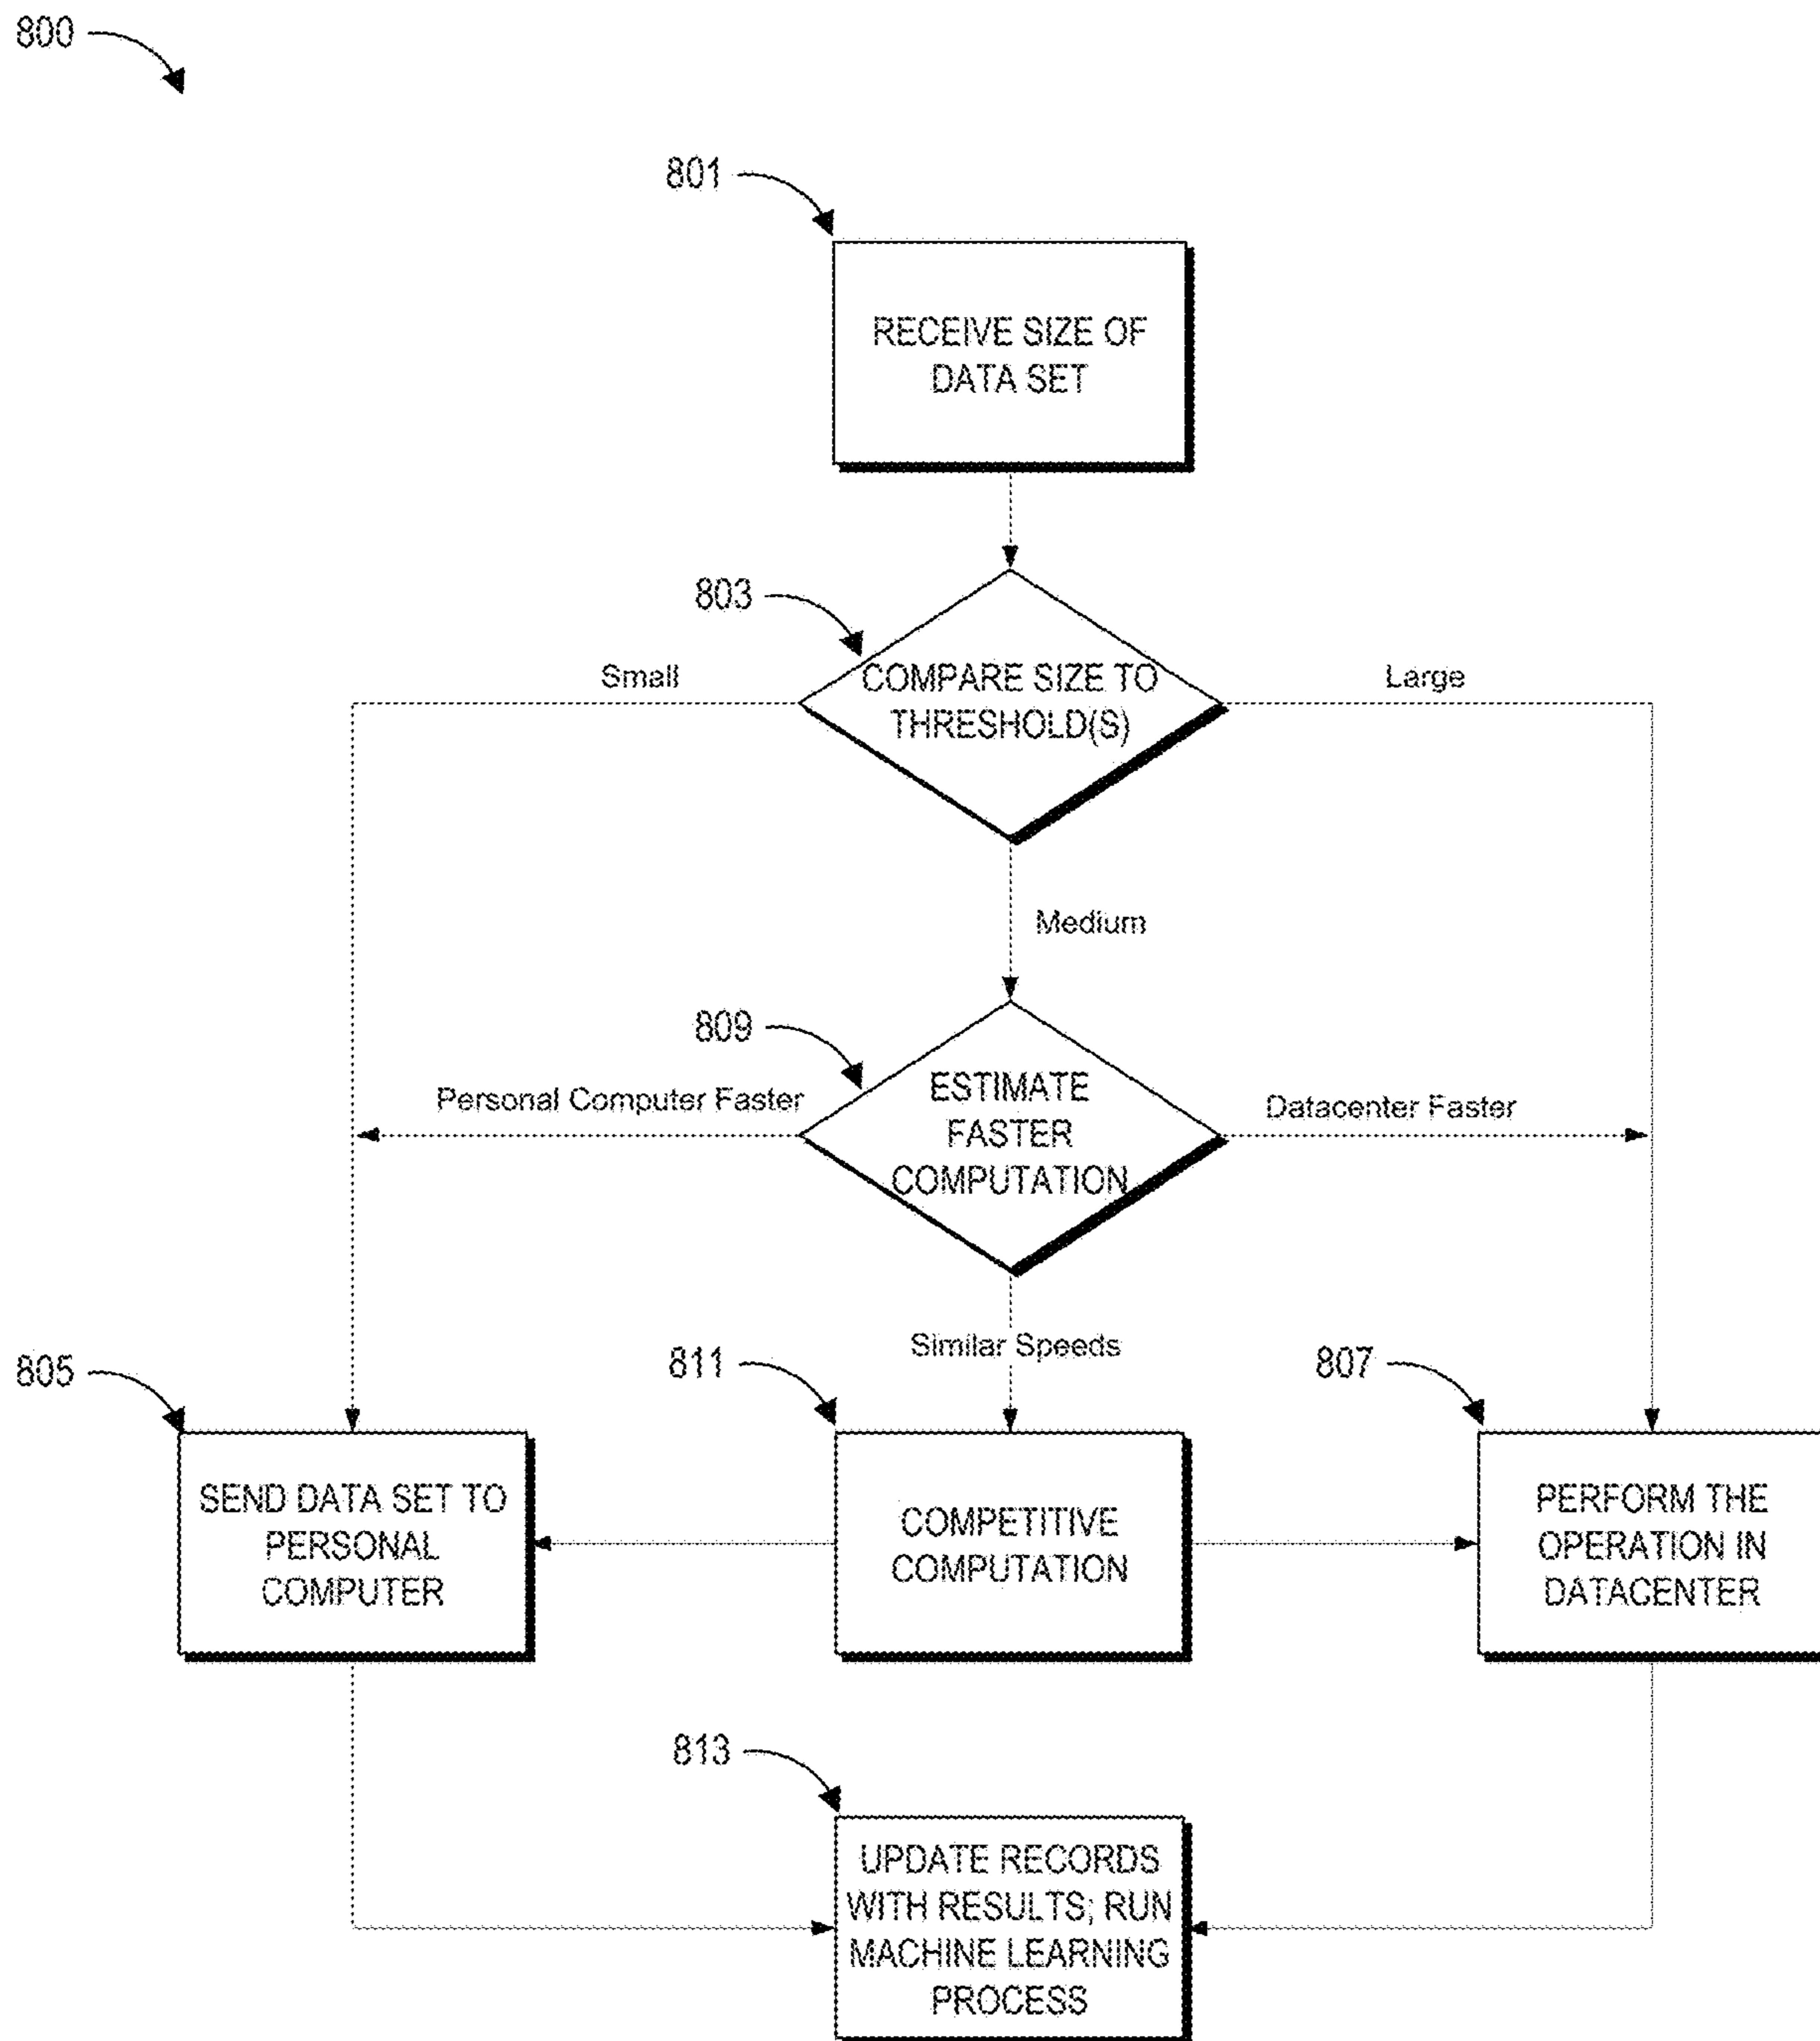 800
801
RECEIVE SIZE OF
DATA SET
803
COMPARE SIZE TO
THRESHOLD(S)
Small
Large
Medium
809
ESTIMATE
FASTER
COMPUTATION
Personal Computer Faster
Datacenter Faster
Similar Speeds
805
SEND DATA SET TO
PERSONAL
COMPUTER
811
COMPETITIVE
COMPUTATION
807
PERFORM THE
OPERATION IN
DATACENTER
813
UPDATE RECORDS
WITH RESULTS; RUN
MACHINE LEARNING
PROCESS